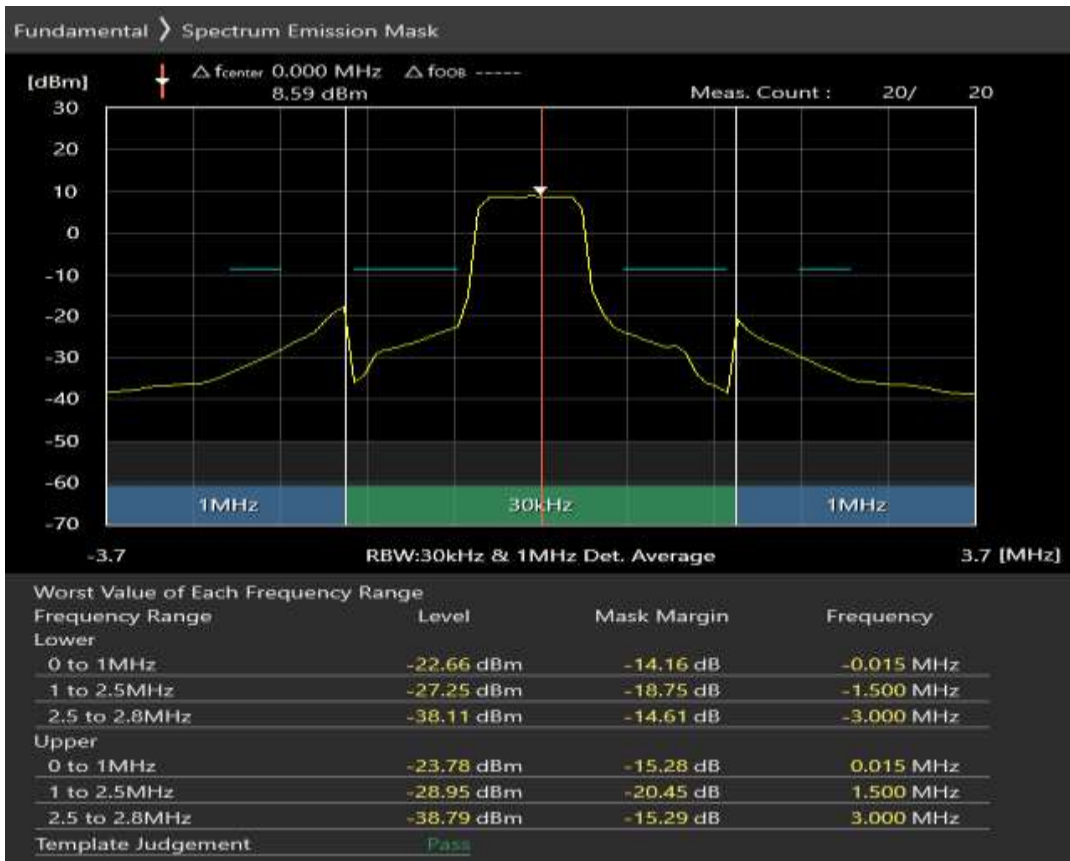 Fundamental ❯ Spectrum Emission Mask
[dBm] △ fcenter 0.000 MHz △ fOOB -----
8.59 dBm Meas. Count : 20/ 20
30
20
10
0
-10
-20
-30
-40
-50
-60
-70
1MHz 30kHz 1MHz
-3.7 RBW:30kHz & 1MHz Det. Average 3.7 [MHz]
Worst Value of Each Frequency Range
Frequency Range Level Mask Margin Frequency
Lower
0 to 1MHz -22.66 dBm -14.16 dB -0.015 MHz
1 to 2.5MHz -27.25 dBm -18.75 dB -1.500 MHz
2.5 to 2.8MHz -38.11 dBm -14.61 dB -3.000 MHz
Upper
0 to 1MHz -23.78 dBm -15.28 dB 0.015 MHz
1 to 2.5MHz -28.95 dBm -20.45 dB 1.500 MHz
2.5 to 2.8MHz -38.79 dBm -15.29 dB 3.000 MHz
Template Judgement Pass